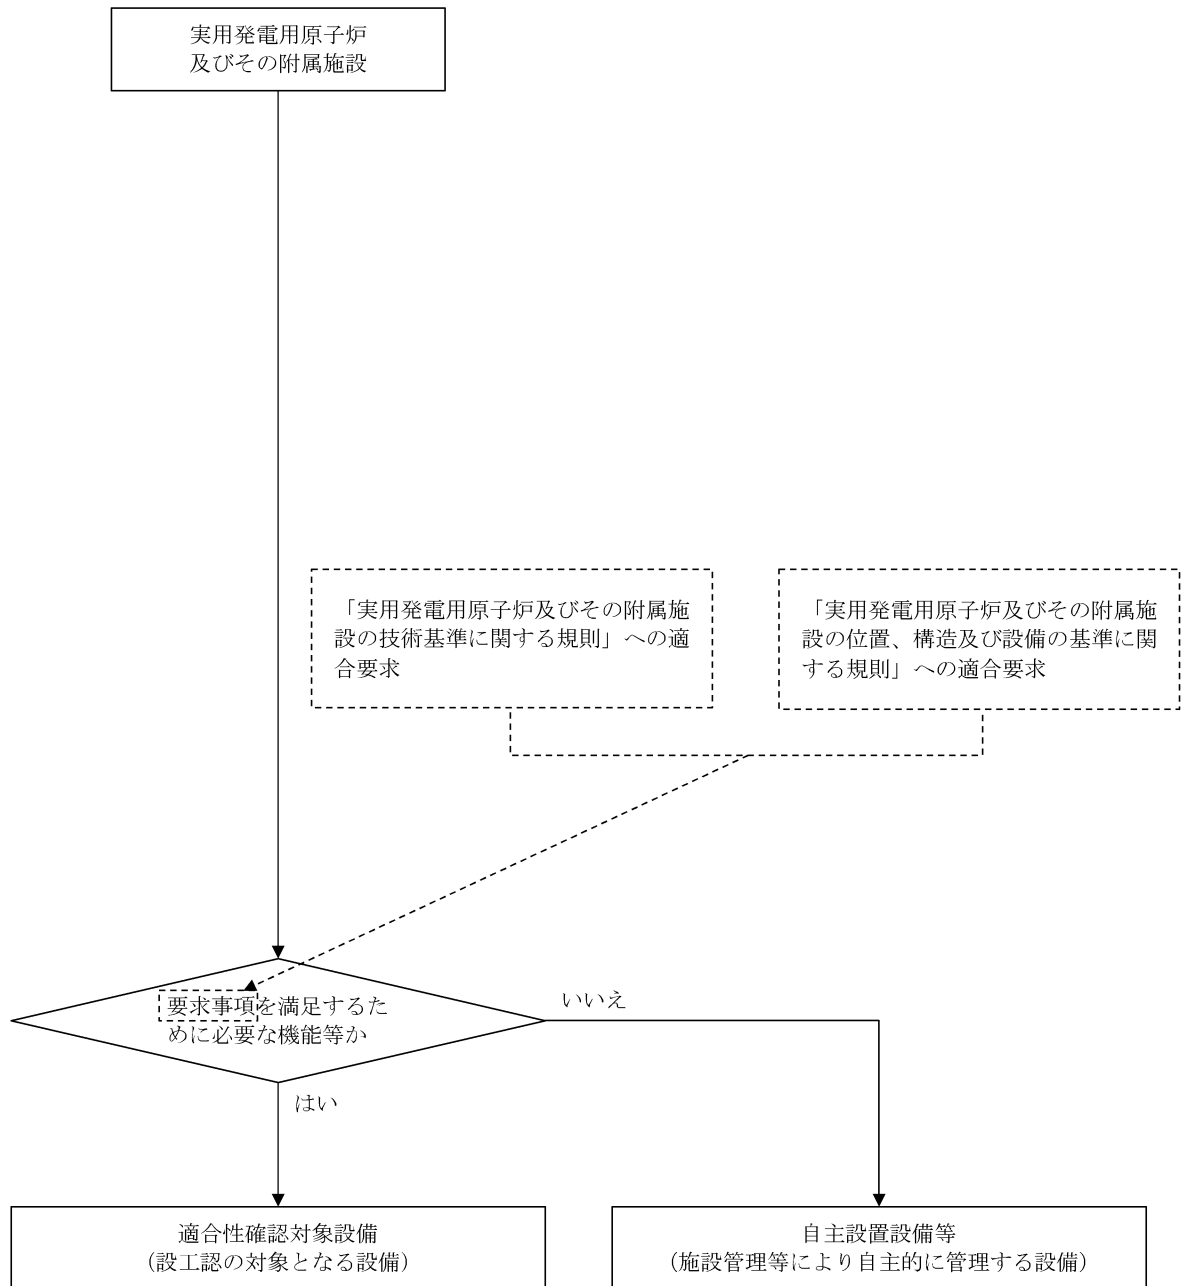 実用発電用原子炉
及びその附属施設
「実用発電用原子炉及びその附属施
設の技術基準に関する規則」への適
合要求
「実用発電用原子炉及びその附属施
設の位置、構造及び設備の基準に関
する規則」への適合要求
要求事項を満足するた
めに必要な機能等か
いいえ
はい
適合性確認対象設備
（設工認の対象となる設備）
自主設置設備等
（施設管理等により自主的に管理する設備）